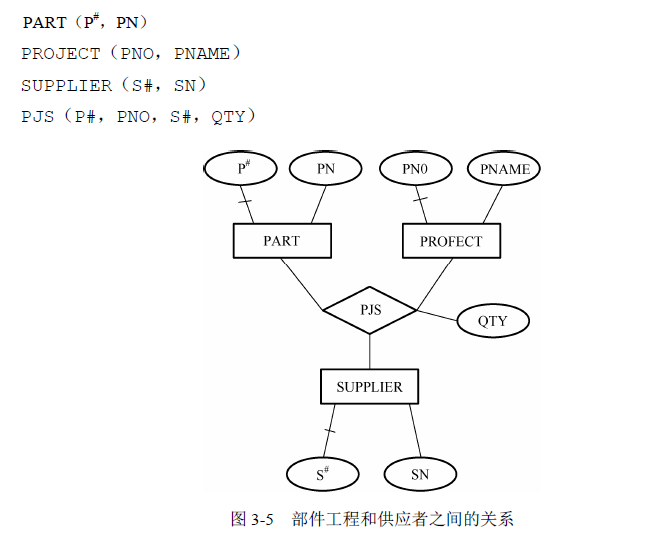 PART（P#，PN）
PROJECT（PNO，PNAME）
SUPPLIER（S#，SN）
PJS（P#，PNO，S#，QTY）
P# PN PN0 PNAME
PART PROFECT
PJS
QTY
SUPPLIER
S# SN
图 3-5 部件工程和供应者之间的关系